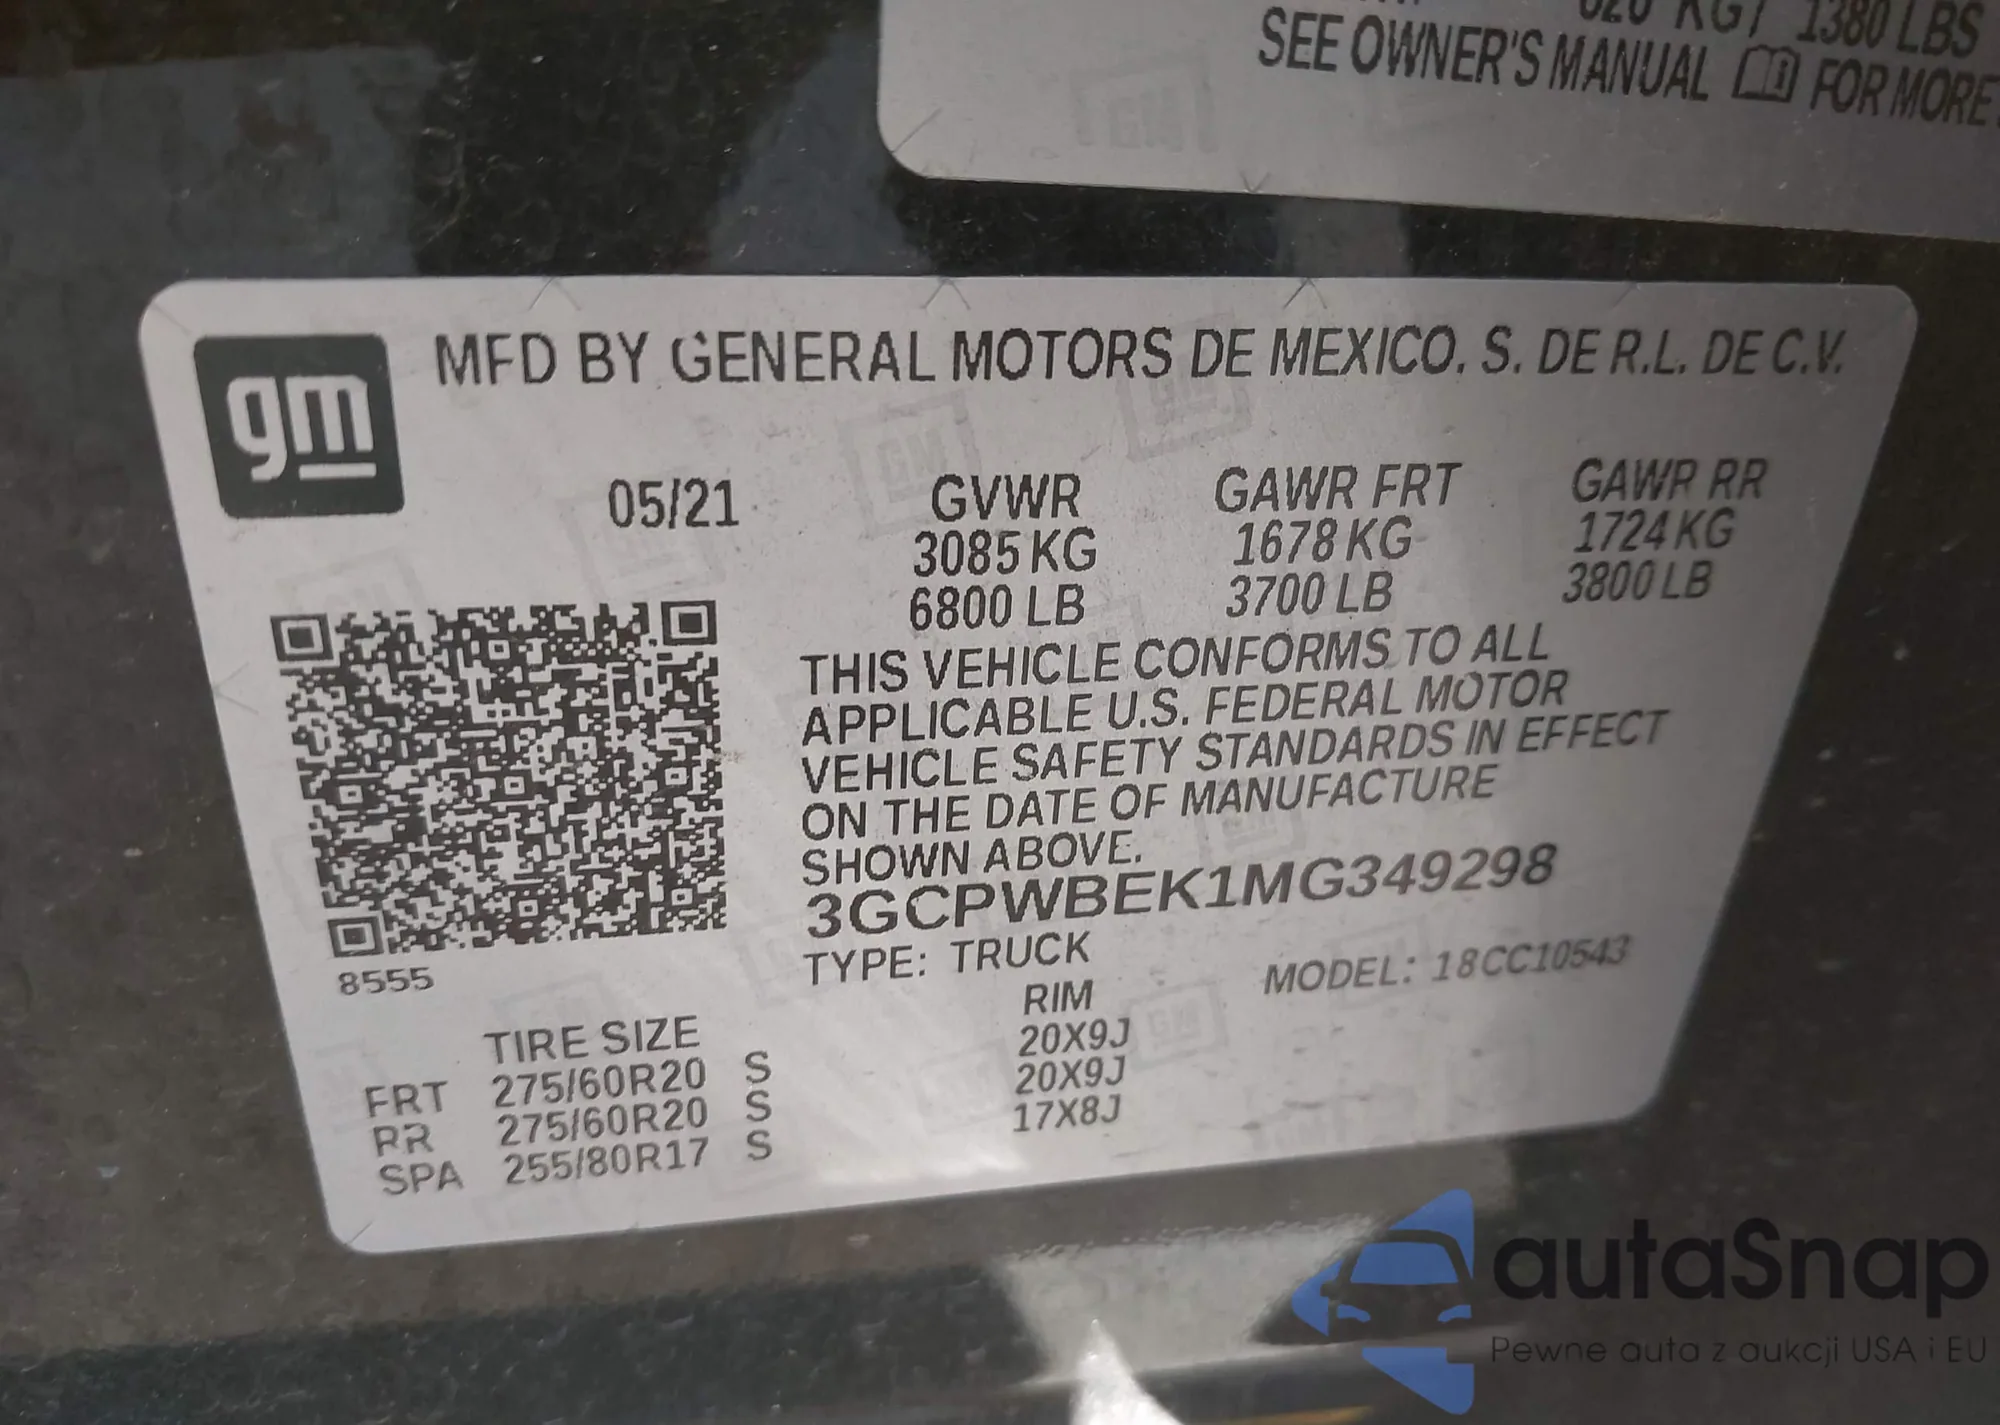 1380 LBS
SEE OWNER'S MANUAL FOR MORE
gm
MFD BY GENERAL MOTORS DE MEXICO. S. DE R.L. DE C.V.
05/21 GVWR GAWR FRT GAWR RR
3085 KG 1678 KG 1724 KG
6800 LB 3700 LB 3800 LB
THIS VEHICLE CONFORMS TO ALL
APPLICABLE U.S. FEDERAL MOTOR
VEHICLE SAFETY STANDARDS IN EFFECT
ON THE DATE OF MANUFACTURE
SHOWN ABOVE.
3GCPWBEK1MG349298
TYPE: TRUCK MODEL: 18CC10543
8555
TIRE SIZE RIM
FRT 275/60R20 S 20X9J
RR 275/60R20 S 20X9J
SPA 255/80R17 S 17X8J
autaSnap
Pewne auta z aukcji USA i EU